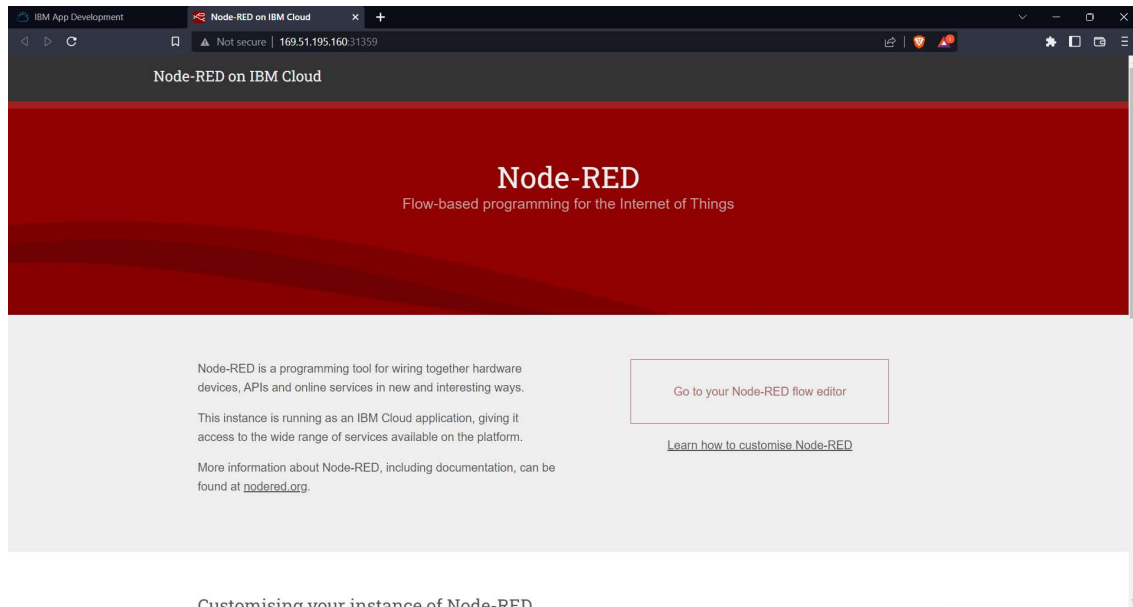 IBM App Development
Node-RED on IBM Cloud
Not secure | 169.51.195.160:31359
Node-RED on IBM Cloud
Node-RED
Flow-based programming for the Internet of Things
Node-RED is a programming tool for wiring together hardware
devices, APIs and online services in new and interesting ways.
This instance is running as an IBM Cloud application, giving it
access to the wide range of services available on the platform.
More information about Node-RED, including documentation, can be
found at nodered.org.
Go to your Node-RED flow editor
Learn how to customise Node-RED
Customising your instance of Node-RED